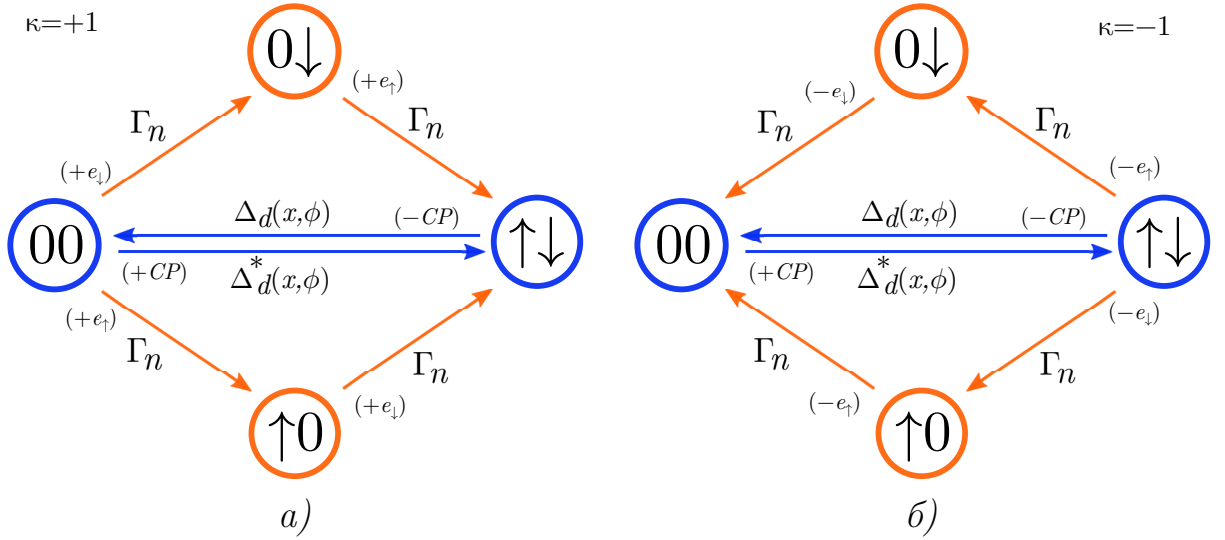 κ=+1
0↓
(+e↓)
Γn
(+e↑)
Γn
00
Δd(x,ϕ)
(−CP)
(+CP)
Δ*d(x,ϕ)
↑↓
(+e↑)
Γn
Γn
(+e↓)
↑0
а)
κ=−1
0↓
(−e↓)
Γn
Γn
(−e↑)
00
Δd(x,ϕ)
(−CP)
(+CP)
Δ*d(x,ϕ)
↑↓
(−e↓)
Γn
Γn
(−e↑)
↑0
б)